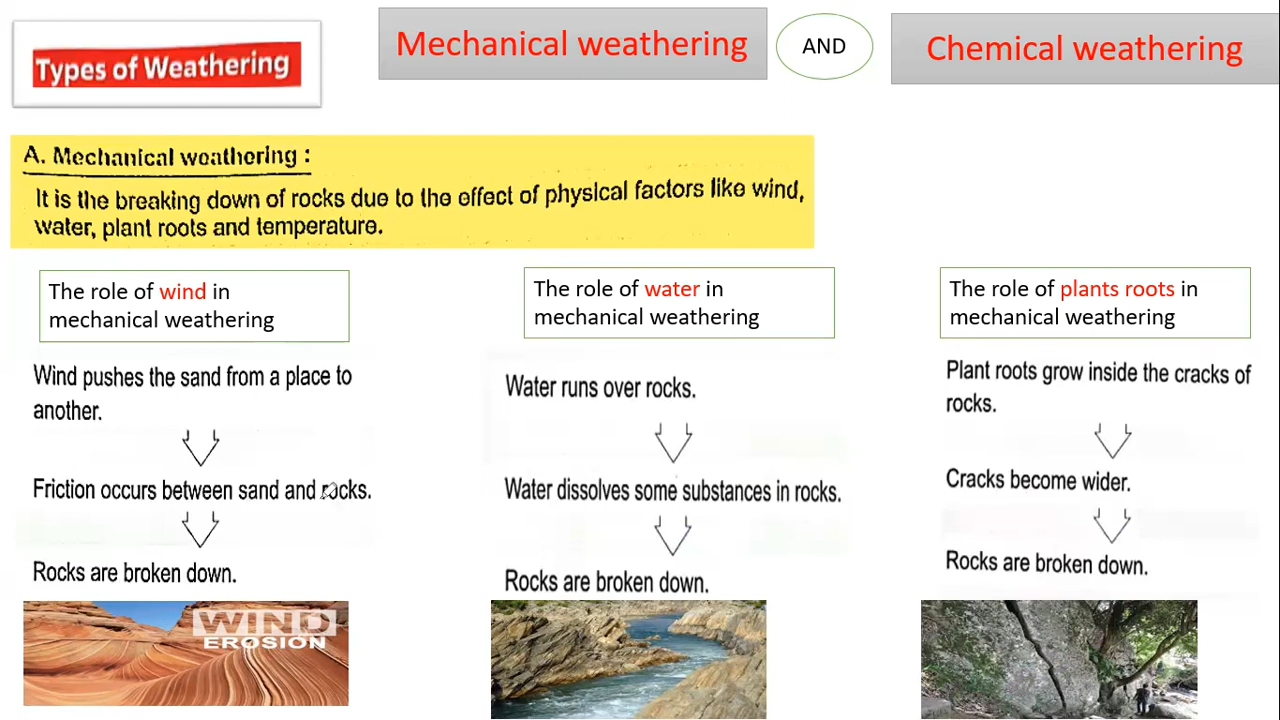 Types of Weathering
Mechanical weathering
AND
Chemical weathering
A. Mechanical weathering :
It is the breaking down of rocks due to the effect of physical factors like wind,
water, plant roots and temperature.
The role of wind in
mechanical weathering
Wind pushes the sand from a place to
another.
Friction occurs between sand and rocks.
Rocks are broken down.
WIND
EROSION
The role of water in
mechanical weathering
Water runs over rocks.
Water dissolves some substances in rocks.
Rocks are broken down.
The role of plants roots in
mechanical weathering
Plant roots grow inside the cracks of
rocks.
Cracks become wider.
Rocks are broken down.